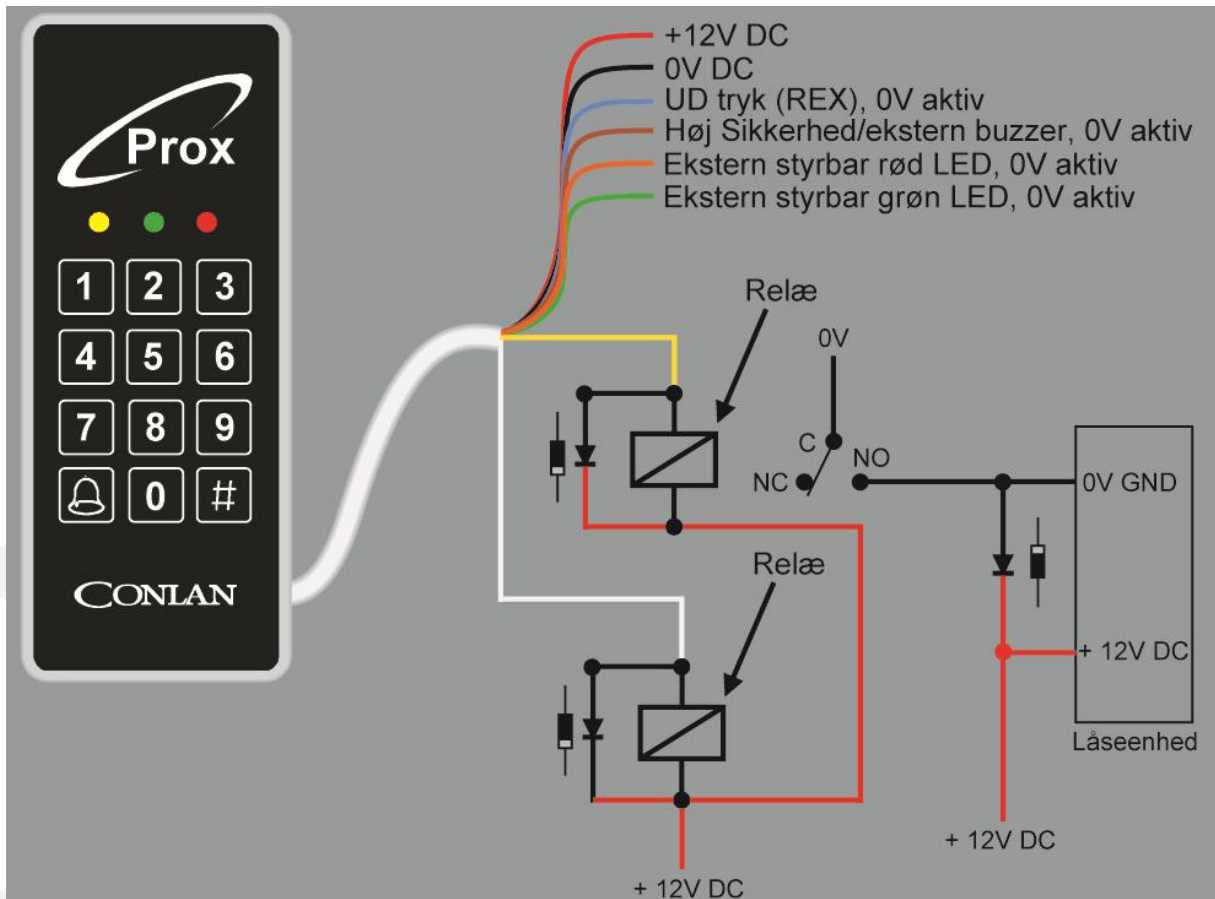 Prox
1 2 3
4 5 6
7 8 9
0 #
CONLAN
+12V DC
0V DC
UD tryk (REX), 0V aktiv
Høj Sikkerhed/ekstern buzzer, 0V aktiv
Ekstern styrbar rød LED, 0V aktiv
Ekstern styrbar grøn LED, 0V aktiv
Relæ
0V
C
NC
NO
0V GND
+ 12V DC
Låseenhed
+ 12V DC
Relæ
+ 12V DC